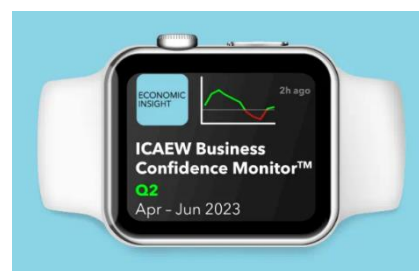 ECONOMIC
INSIGHT
2h ago
ICAEW Business
Confidence Monitor™
Q2
Apr – Jun 2023